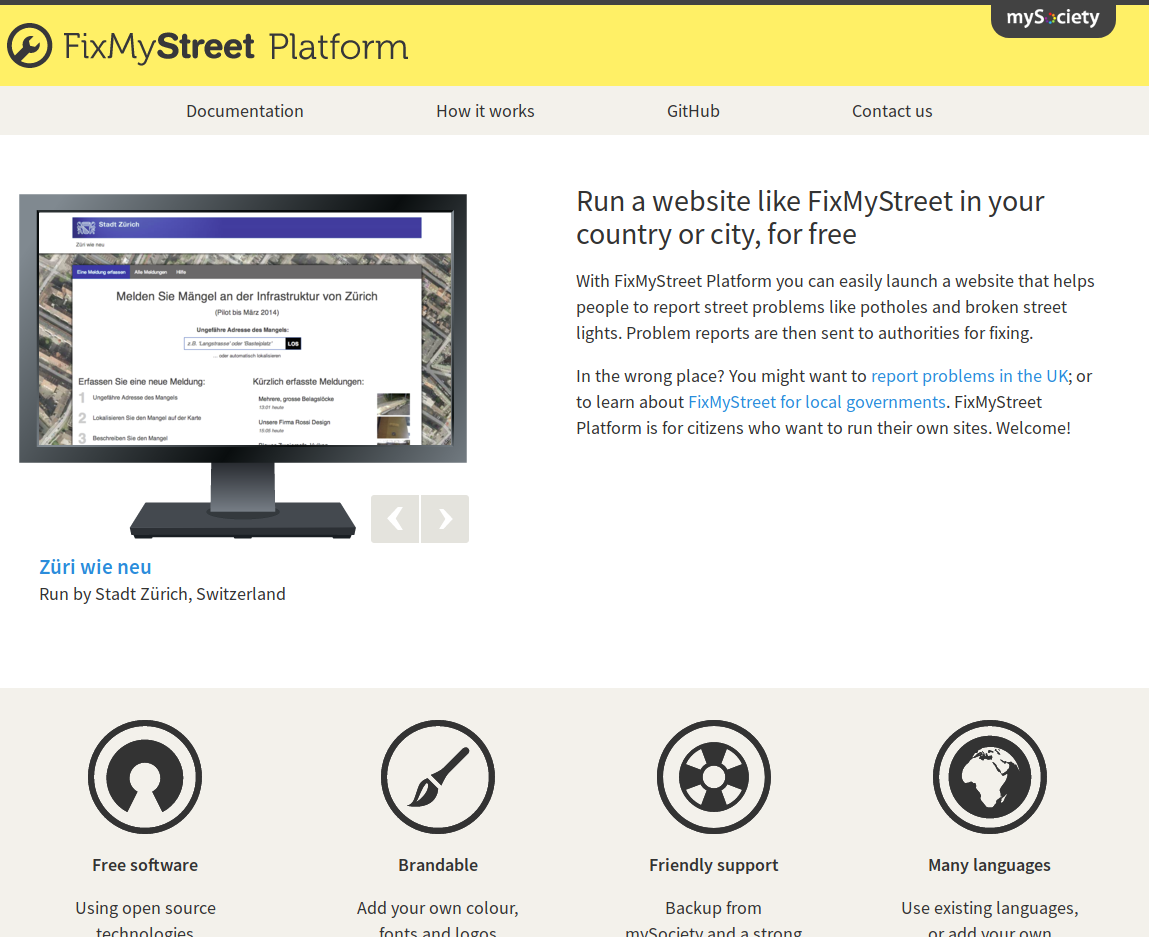 mySociety
FixMyStreet Platform
Documentation How it works GitHub Contact us
Stadt Zürich
Züri wie neu
Eine Meldung erfassen Alle Meldungen Hilfe
Melden Sie Mängel an der Infrastruktur von Zürich
(Pilot bis März 2014)
Ungefähre Adresse des Mangels:
z.B. 'Langstrasse' oder 'Basteiplatz' LOS
... oder automatisch lokalisieren
Erfassen Sie eine neue Meldung:
1 Ungefähre Adresse des Mangels
2 Lokalisieren Sie den Mangel auf der Karte
3 Beschreiben Sie den Mangel
Kürzlich erfasste Meldungen:
Mehrere, grosse Belagslöcke
13:01 heute
Unsere Firma Rossi Design
10:05 heute
Züri wie neu
Run by Stadt Zürich, Switzerland
Run a website like FixMyStreet in your
country or city, for free
With FixMyStreet Platform you can easily launch a website that helps
people to report street problems like potholes and broken street
lights. Problem reports are then sent to authorities for fixing.
In the wrong place? You might want to report problems in the UK; or
to learn about FixMyStreet for local governments. FixMyStreet
Platform is for citizens who want to run their own sites. Welcome!
Free software
Using open source
technologies
Brandable
Add your own colour,
fonts and logos
Friendly support
Backup from
mySociety and a strong
Many languages
Use existing languages,
or add your own